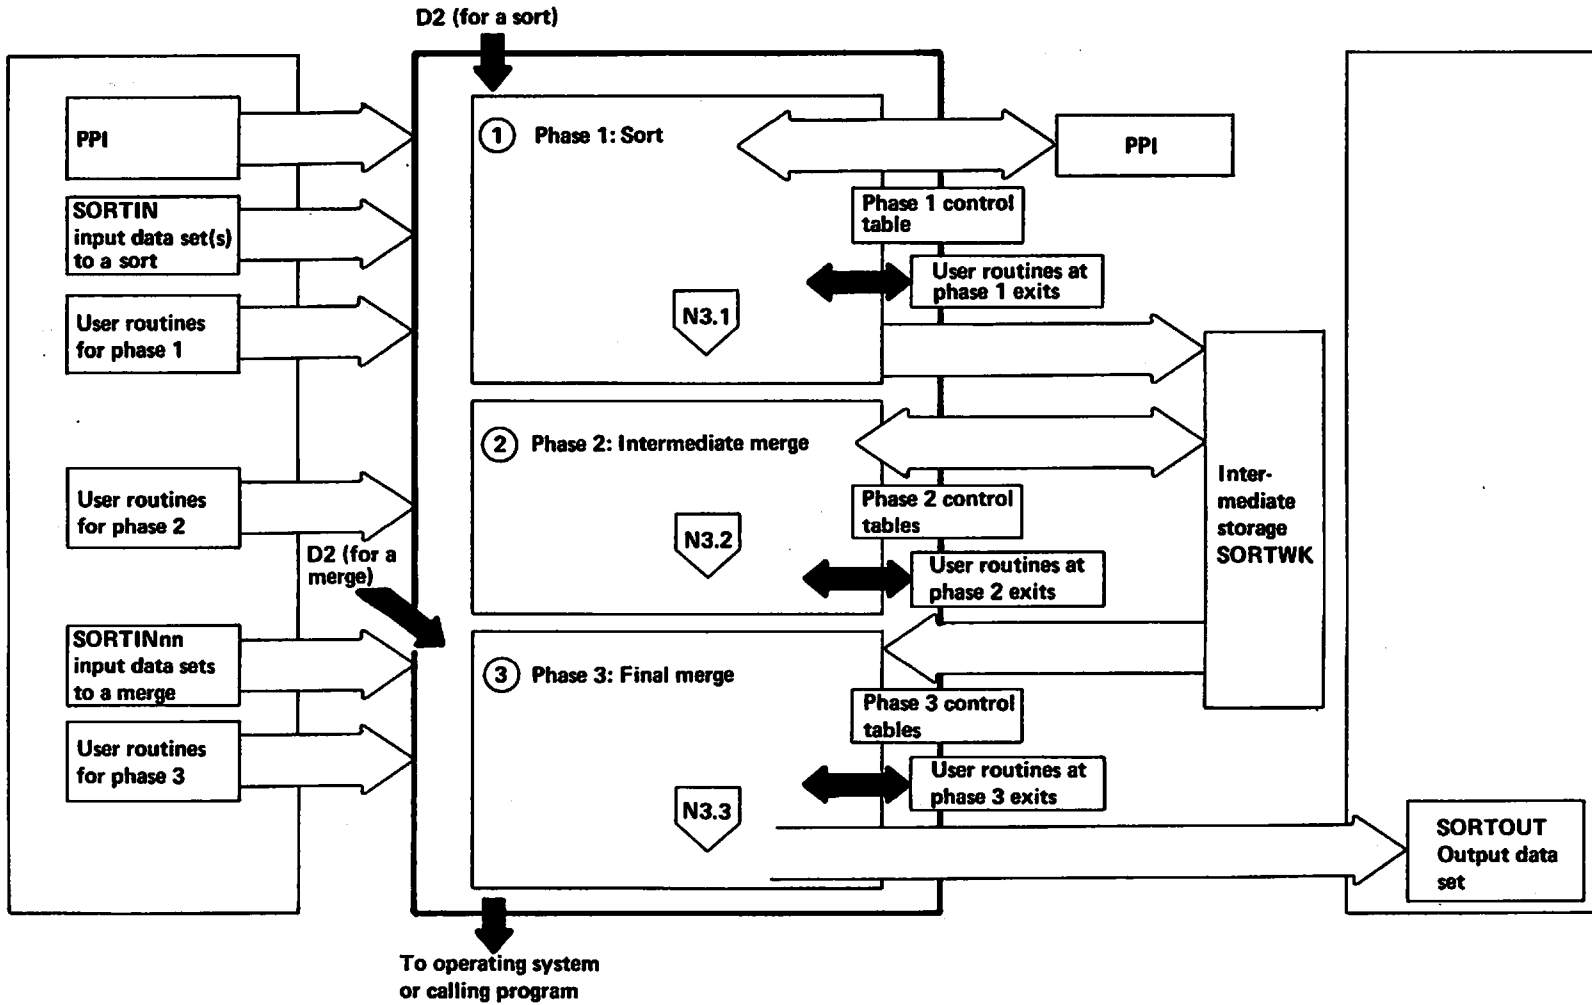 D2 (for a sort)
PPI
SORTIN
input data set(s)
to a sort
User routines
for phase 1
User routines
for phase 2
D2 (for a
merge)
SORTINnn
input data sets
to a merge
User routines
for phase 3
1 Phase 1: Sort
PPI
Phase 1 control
table
User routines at
phase 1 exits
N3.1
2 Phase 2: Intermediate merge
Phase 2 control
tables
N3.2
User routines at
phase 2 exits
Inter-
mediate
storage
SORTWK
3 Phase 3: Final merge
Phase 3 control
tables
User routines at
phase 3 exits
N3.3
SORTOUT
Output data
set
To operating system
or calling program